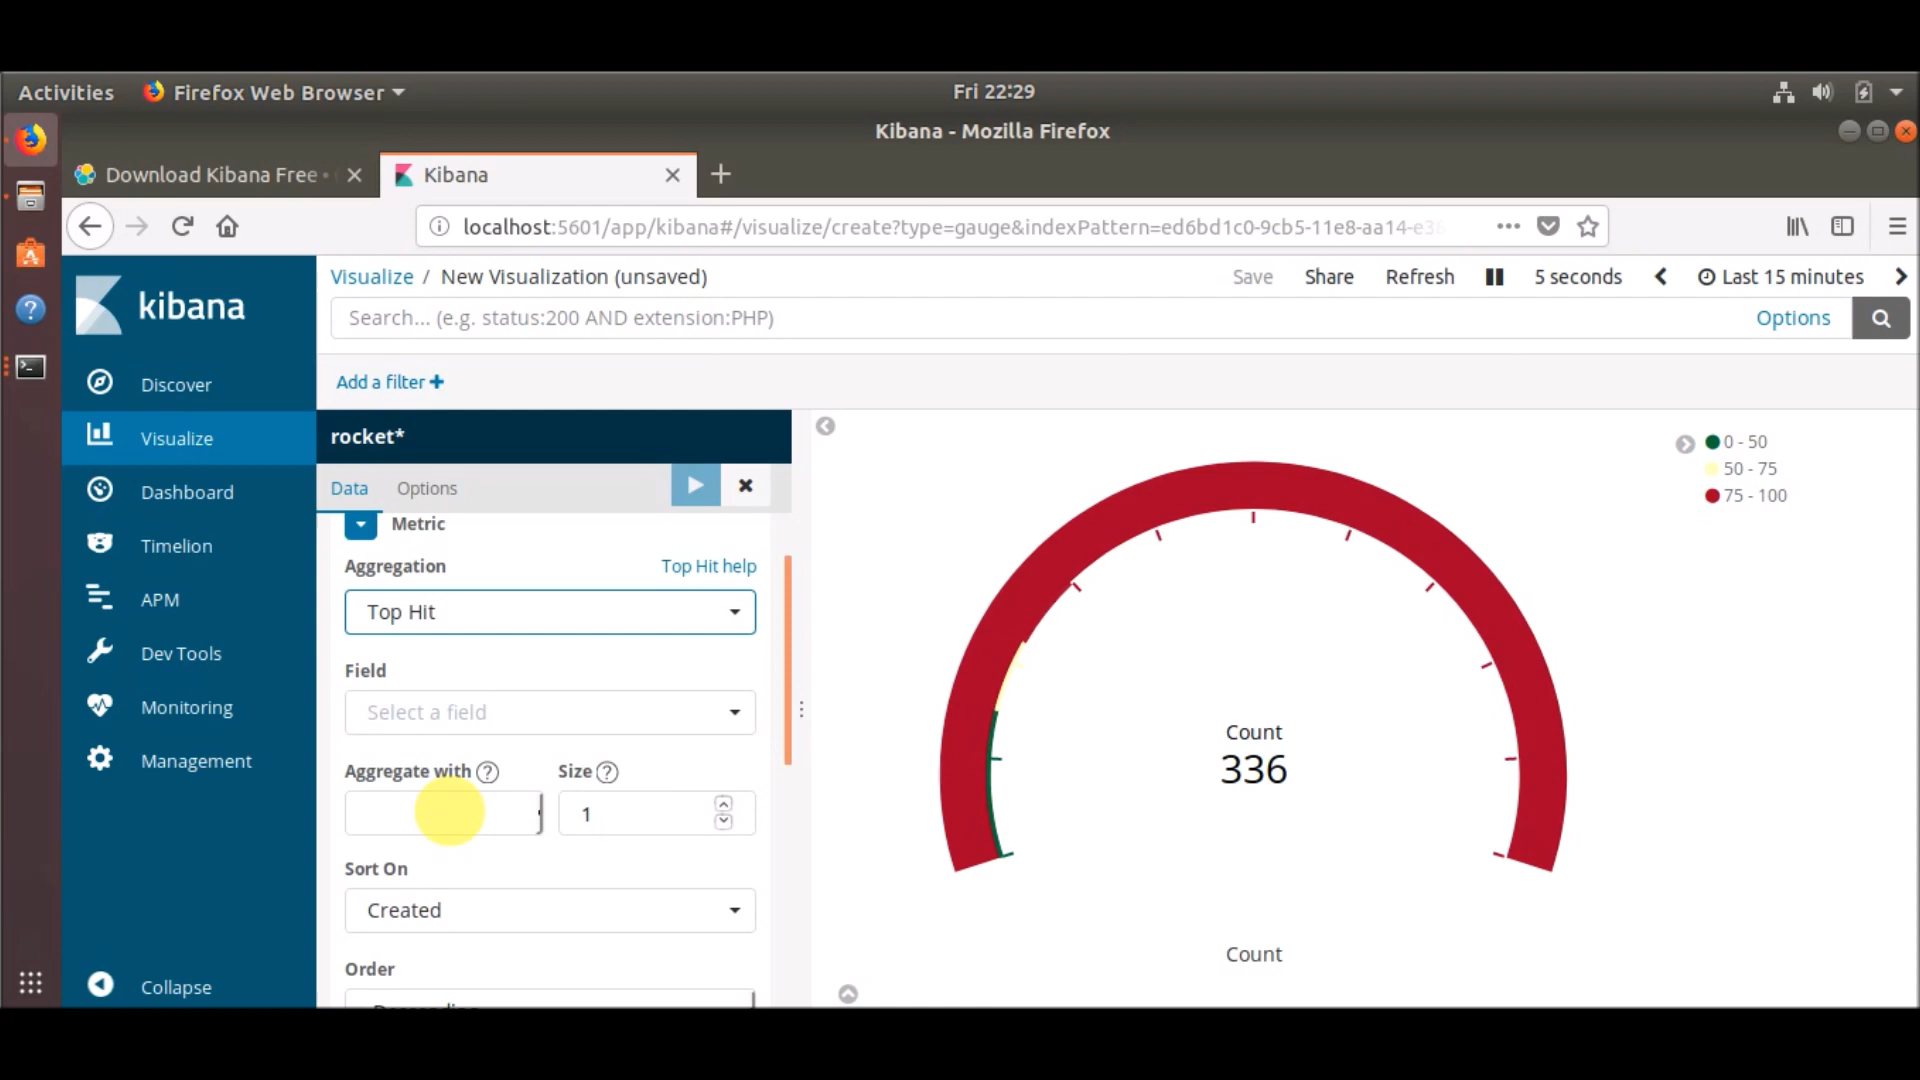 Activities Firefox Web Browser Fri 22:29
Kibana - Mozilla Firefox
Download Kibana Free • Kibana
localhost:5601/app/kibana#/visualize/create?type=gauge&indexPattern=ed6bd1c0-9cb5-11e8-aa14-e3
kibana
Discover
Visualize
Dashboard
Timelion
APM
Dev Tools
Monitoring
Management
Collapse
Visualize / New Visualization (unsaved) Save Share Refresh 5 seconds Last 15 minutes
Search... (e.g. status:200 AND extension:PHP) Options
Add a filter +
rocket*
Data Options
Metric
Aggregation Top Hit help
Top Hit
Field
Select a field
Aggregate with ? Size ?
1
Sort On
Created
Order
0 - 50
50 - 75
75 - 100
Count
336
Count